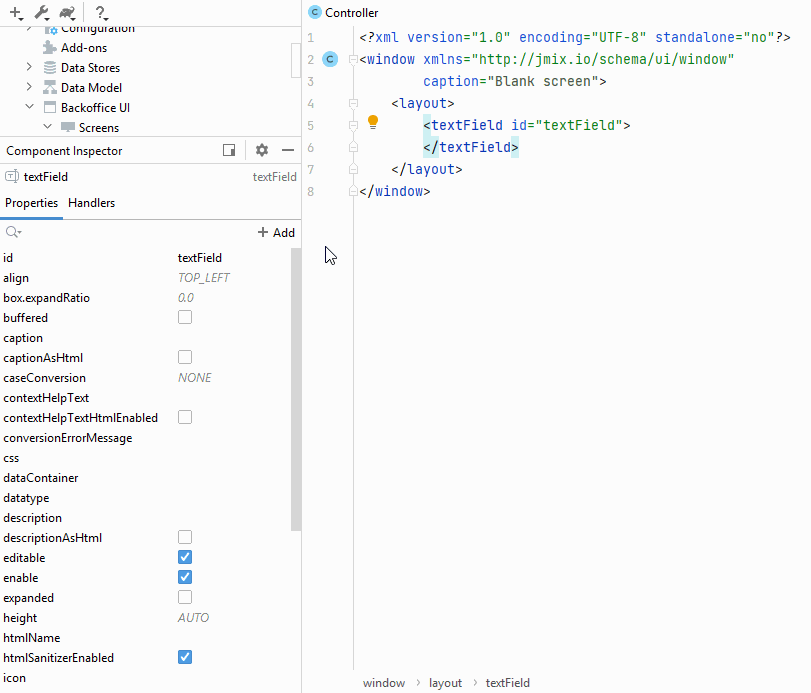 Configuration
Add-ons
Data Stores
Data Model
Backoffice UI
Screens
Component Inspector
textField textField
Properties Handlers
Add
id textField
align TOP_LEFT
box.expandRatio 0.0
buffered
caption
captionAsHtml
caseConversion NONE
contextHelpText
contextHelpTextHtmlEnabled
conversionErrorMessage
css
dataContainer
datatype
description
descriptionAsHtml
editable
enable
expanded
height AUTO
htmlName
htmlSanitizerEnabled
icon
C Controller
1 <?xml version="1.0" encoding="UTF-8" standalone="no"?>
2 C <window xmlns="http://jmix.io/schema/ui/window"
3 caption="Blank screen">
4 <layout>
5 <textField id="textField">
6 </textField>
7 </layout>
8 </window>
window › layout › textField